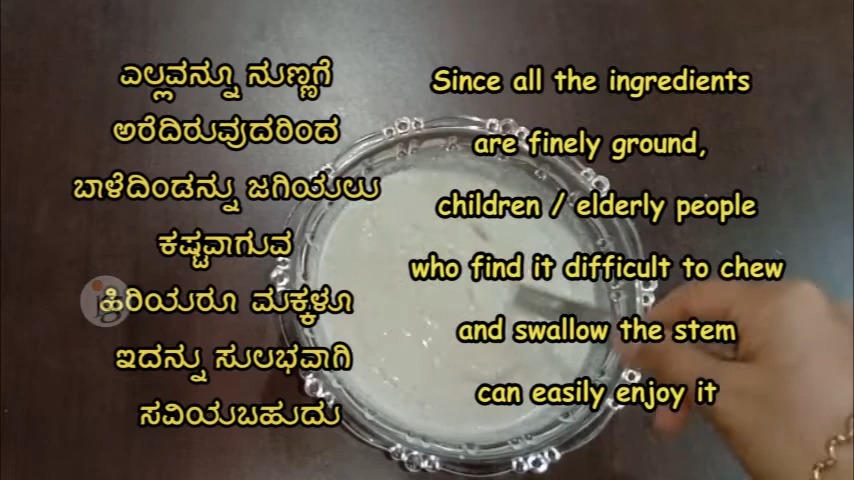 ಎಲ್ಲವನ್ನೂ ನುಣ್ಣಗೆ
ಅರೆದಿರುವುದರಿಂದ
ಬಾಳೆದಿಂಡನ್ನು ಜಗಿಯಲು
ಕಷ್ಟವಾಗುವ
ಹಿರಿಯರೂ ಮಕ್ಕಳೂ
ಇದನ್ನು ಸುಲಭವಾಗಿ
ಸವಿಯಬಹುದು
Since all the ingredients
are finely ground,
children / elderly people
who find it difficult to chew
and swallow the stem
can easily enjoy it